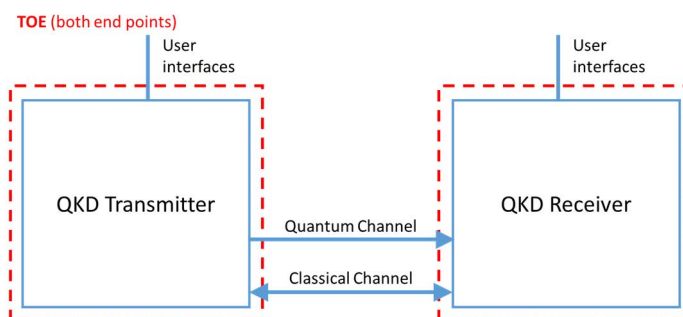 TOE (both end points)
User
interfaces
User
interfaces
QKD Transmitter
QKD Receiver
Quantum Channel
Classical Channel